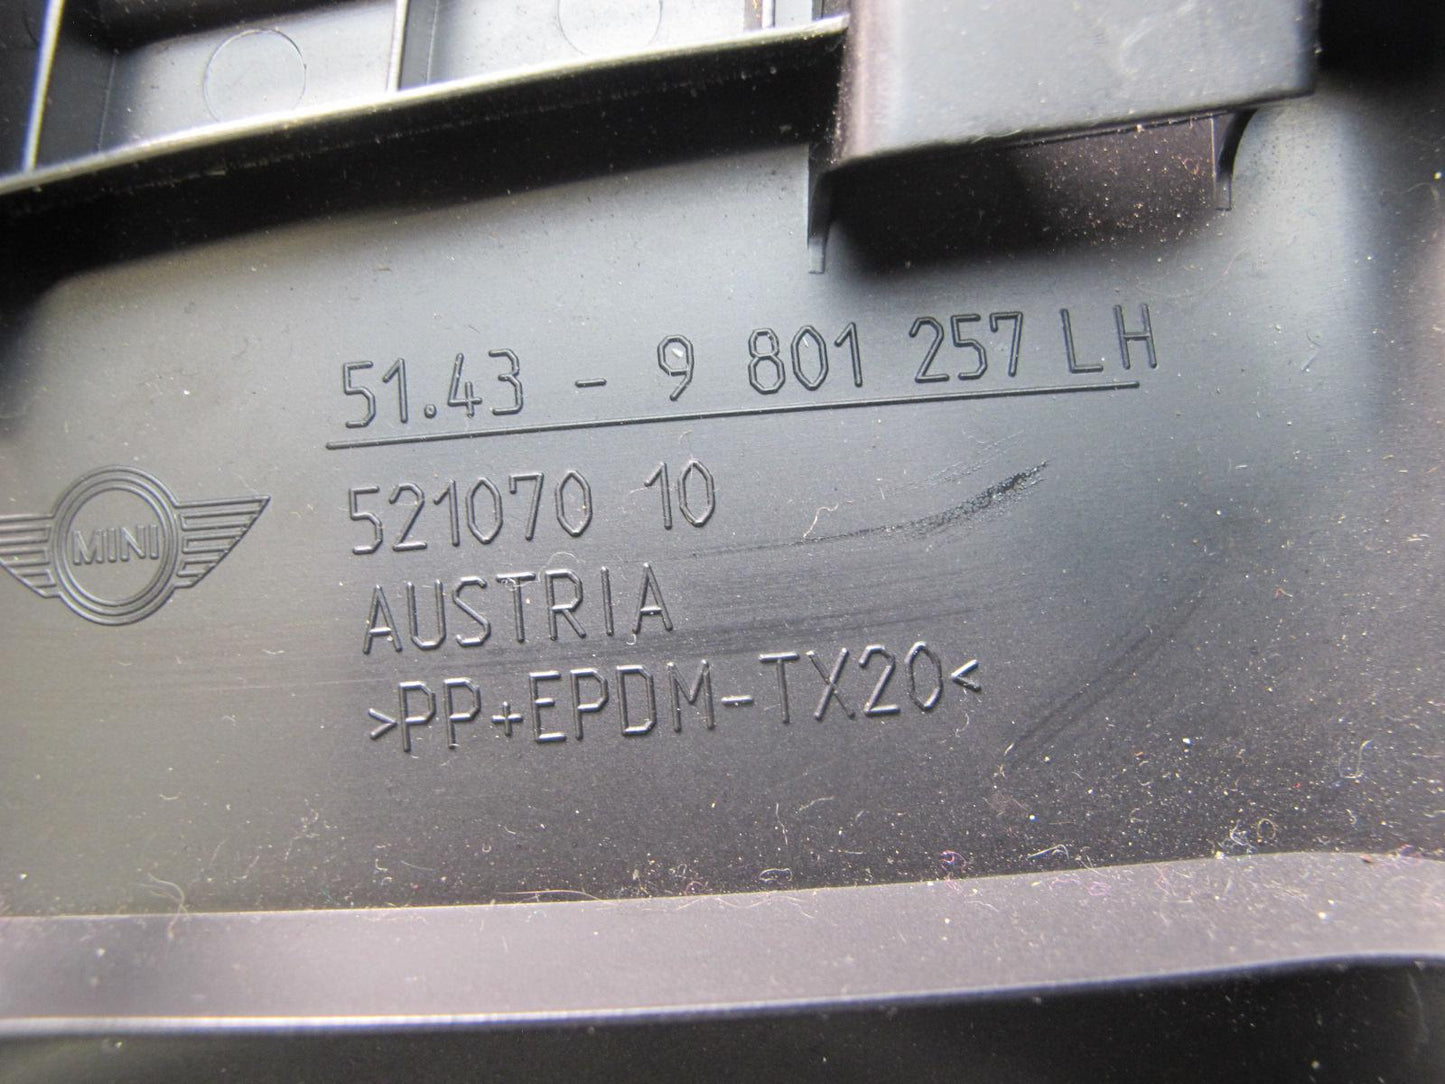 51.43 - 9 801 257 LH
521070 10
MINI
AUSTRIA
>PP+EPDM-TX20<